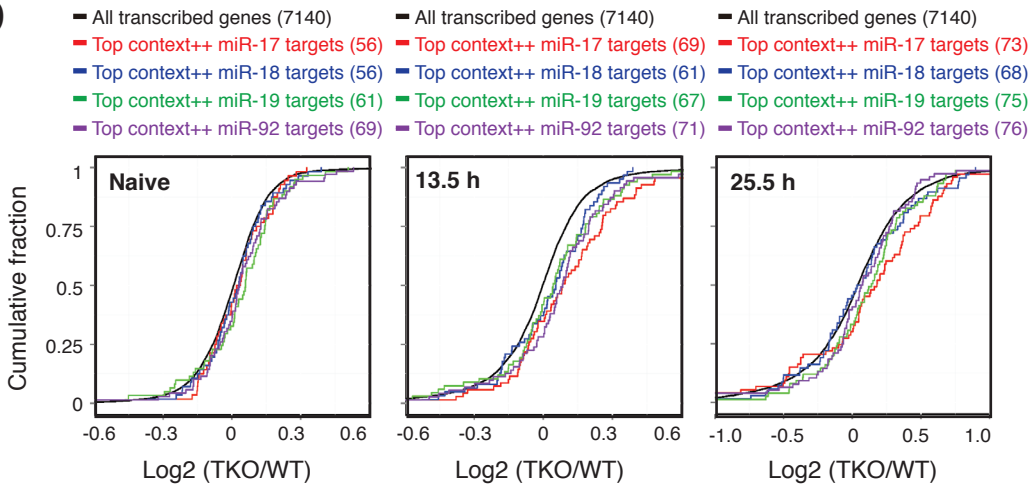 )
All transcribed genes (7140)
Top context++ miR-17 targets (56)
Top context++ miR-18 targets (56)
Top context++ miR-19 targets (61)
Top context++ miR-92 targets (69)
All transcribed genes (7140)
Top context++ miR-17 targets (69)
Top context++ miR-18 targets (61)
Top context++ miR-19 targets (67)
Top context++ miR-92 targets (71)
All transcribed genes (7140)
Top context++ miR-17 targets (73)
Top context++ miR-18 targets (68)
Top context++ miR-19 targets (75)
Top context++ miR-92 targets (76)
Cumulative fraction
1
0.75
0.5
0.25
0
Naive
-0.6 -0.3 0 0.3 0.6
Log2 (TKO/WT)
13.5 h
-0.6 -0.3 0 0.3 0.6
Log2 (TKO/WT)
25.5 h
-1.0 -0.5 0 0.5 1.0
Log2 (TKO/WT)